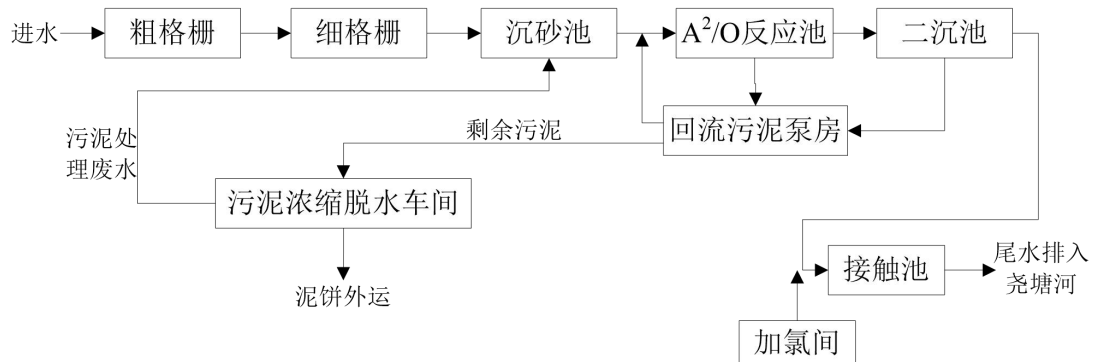 进水
粗格栅
细格栅
沉砂池
A²/O反应池
二沉池
污泥处
理废水
剩余污泥
回流污泥泵房
污泥浓缩脱水车间
泥饼外运
接触池
尾水排入
尧塘河
加氯间